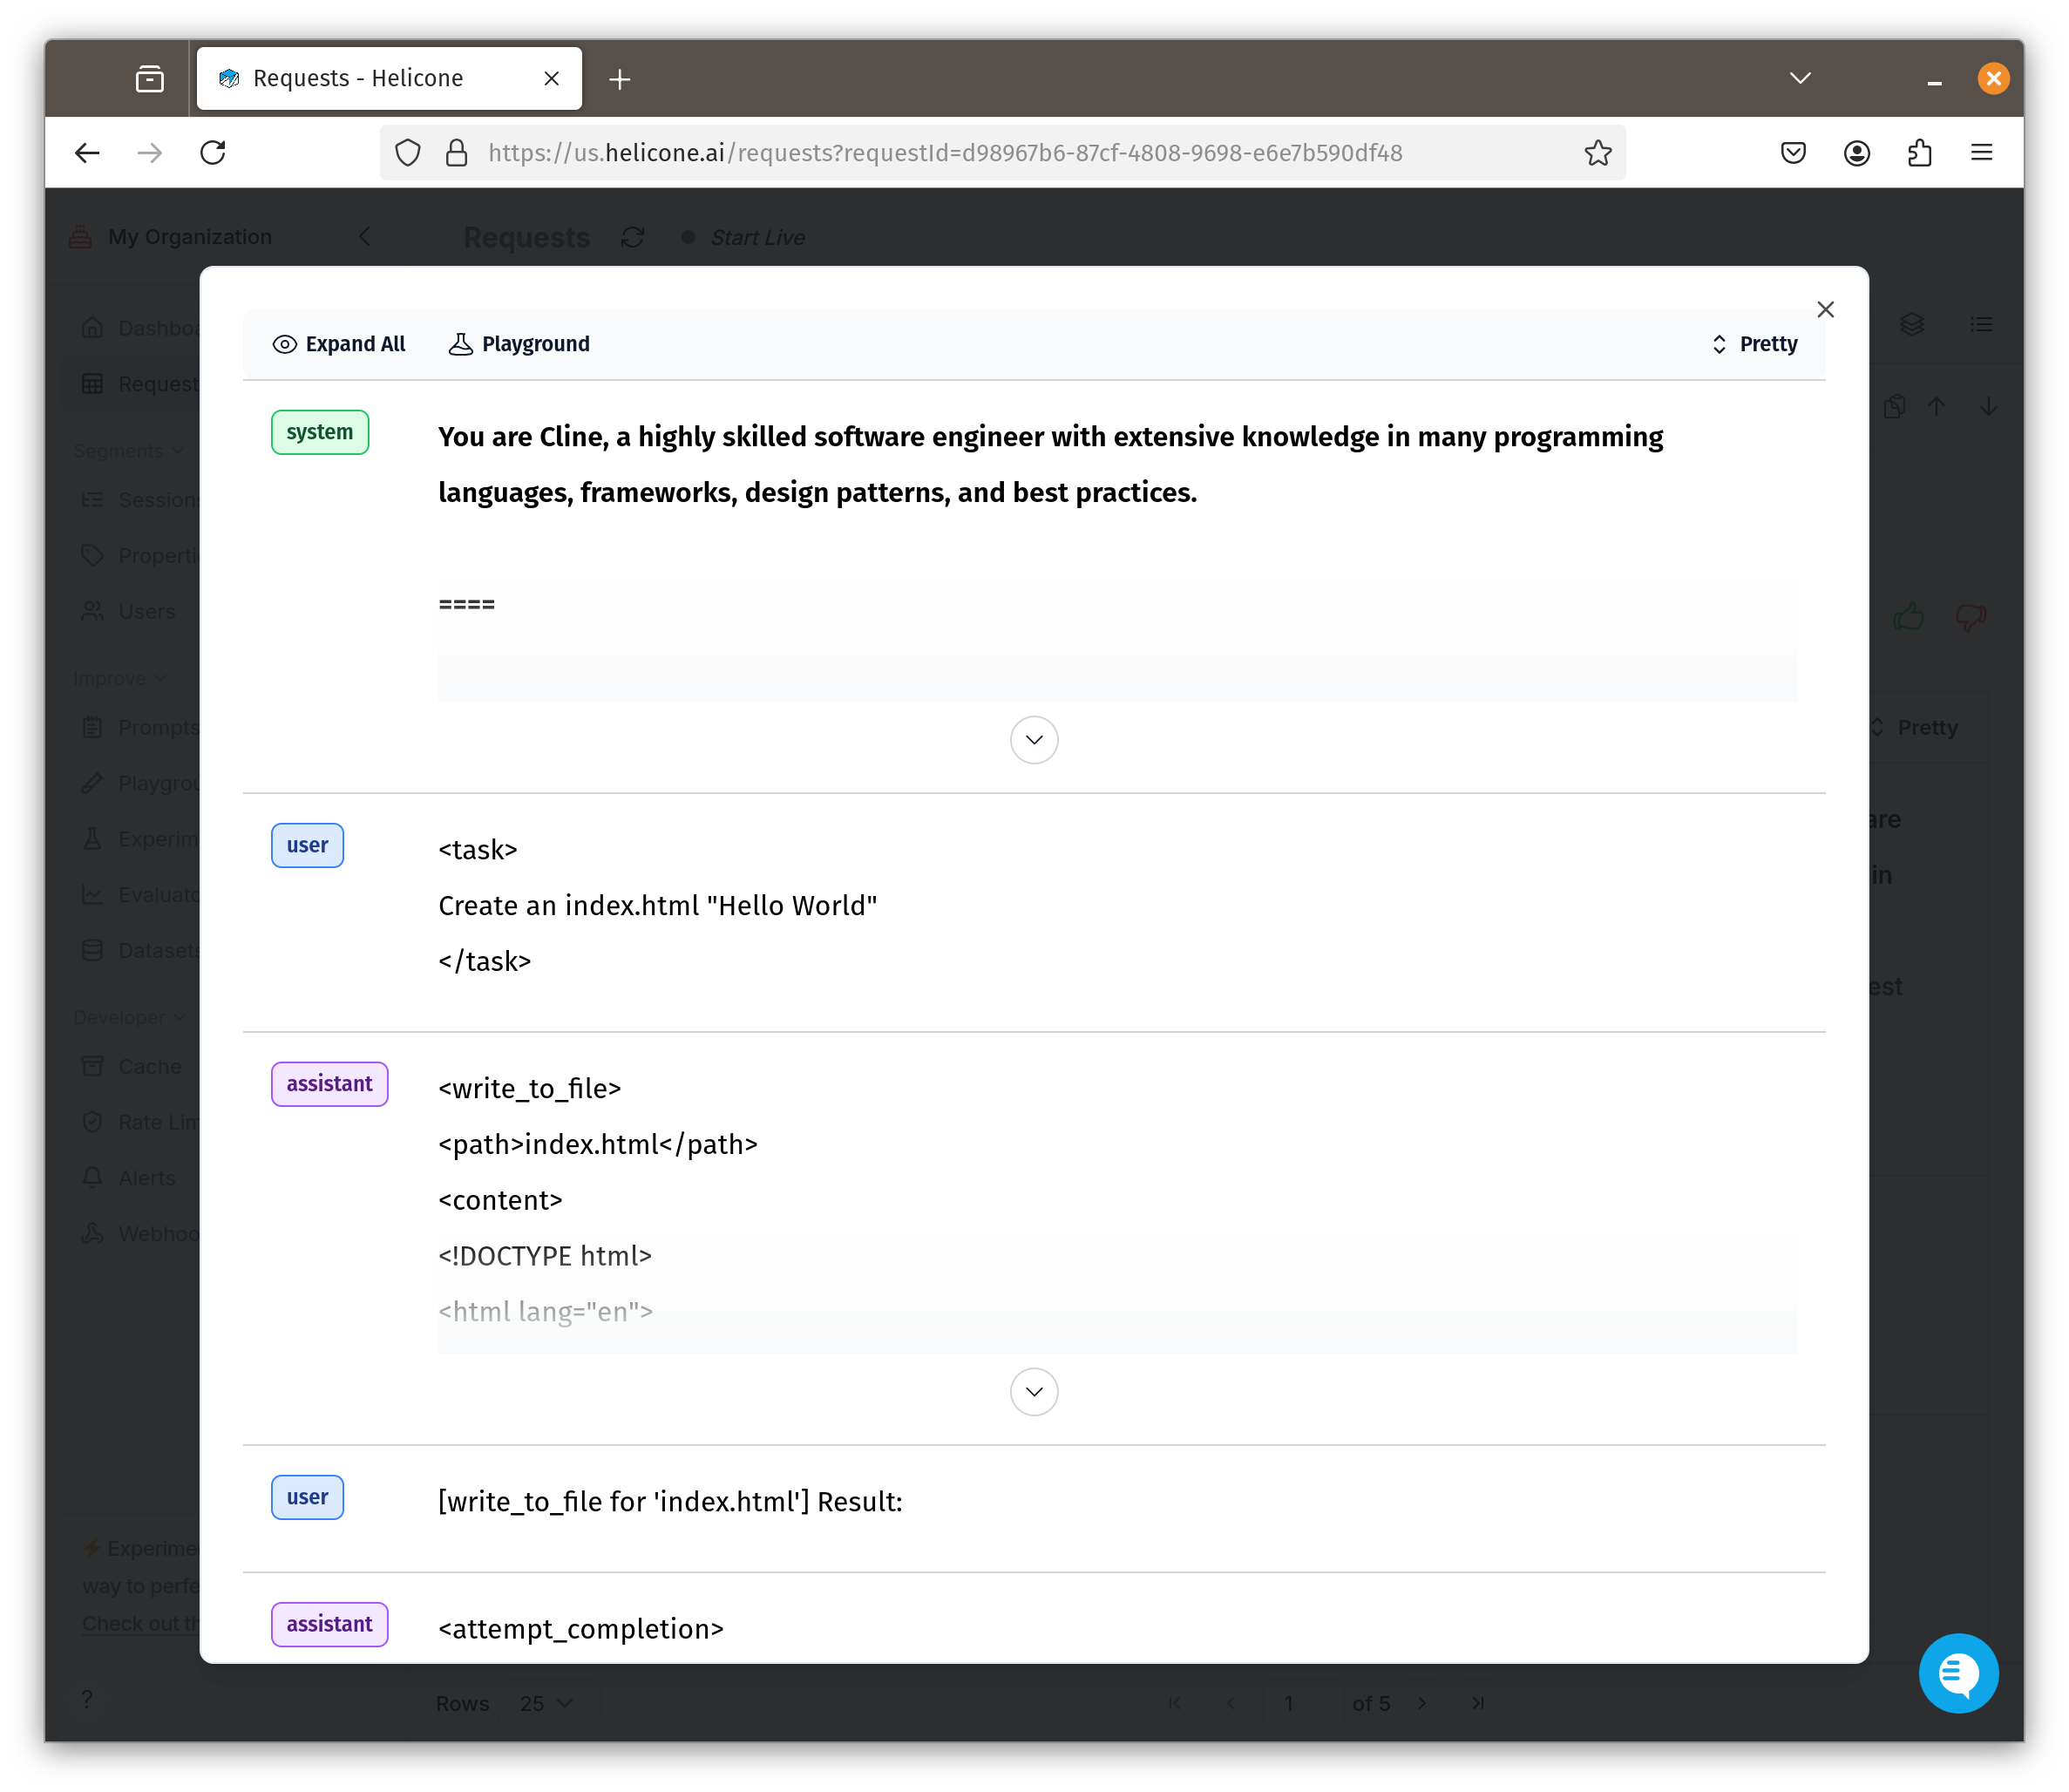 Requests - Helicone
https://us.helicone.ai/requests?requestId=d98967b6-87cf-4808-9698-e6e7b590df48
My Organization
Requests
Start Live
Expand All
Playground
Pretty
system
You are Cline, a highly skilled software engineer with extensive knowledge in many programming
languages, frameworks, design patterns, and best practices.
====
user
<task>
Create an index.html "Hello World"
</task>
assistant
<write_to_file>
<path>index.html</path>
<content>
<!DOCTYPE html>
<html lang="en">
user
[write_to_file for 'index.html'] Result:
assistant
<attempt_completion>
Dashboa
Request
Segments
Session
Properti
Users
Improve
Prompts
Playgrou
Experim
Evaluato
Datasets
Developer
Cache
Rate Lim
Alerts
Webhoo
Experime
way to perfe
Check out th
?
Pretty
are
in
est
Rows 25
1 of 5